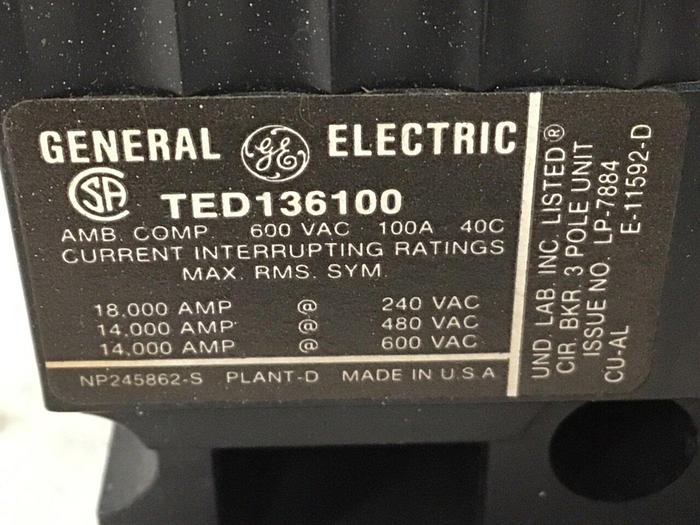 GENERAL GE ELECTRIC
SA TED136100
AMB. COMP. 600 VAC 100A 40C
CURRENT INTERRUPTING RATINGS
MAX. RMS. SYM.
18,000 AMP @ 240 VAC
14,000 AMP @ 480 VAC
14,000 AMP @ 600 VAC
NP245862-S PLANT-D MADE IN U.S.A
UND. LAB. INC. LISTED®
CIR. BKR. 3 POLE UNIT
ISSUE NO. LP-7884
CU-AL E-11592-D